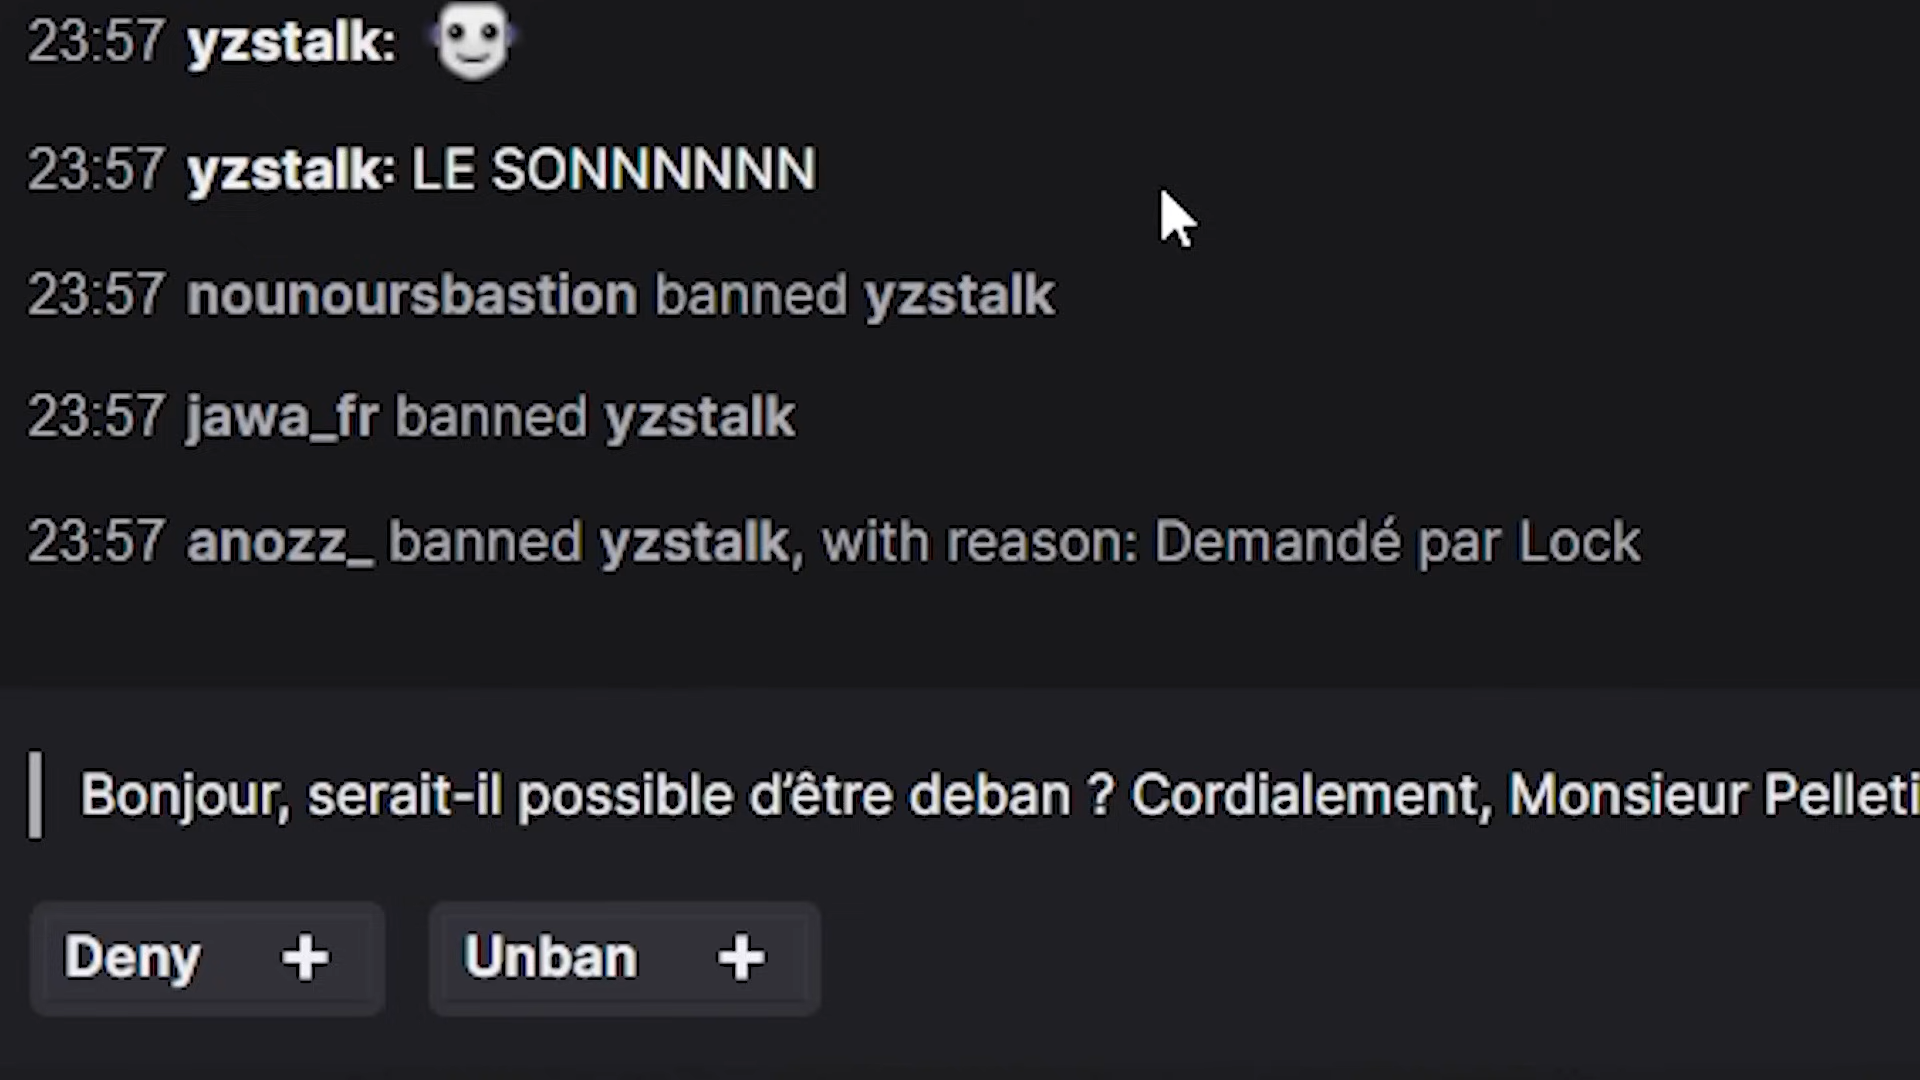 23:57 yzstalk:
23:57 yzstalk: LE SONNNNNN
23:57 nounoursbastion banned yzstalk
23:57 jawa_fr banned yzstalk
23:57 anozz_ banned yzstalk, with reason: Demandé par Lock
Bonjour, serait-il possible d’être deban ? Cordialement, Monsieur Pelleti
Deny +
Unban +